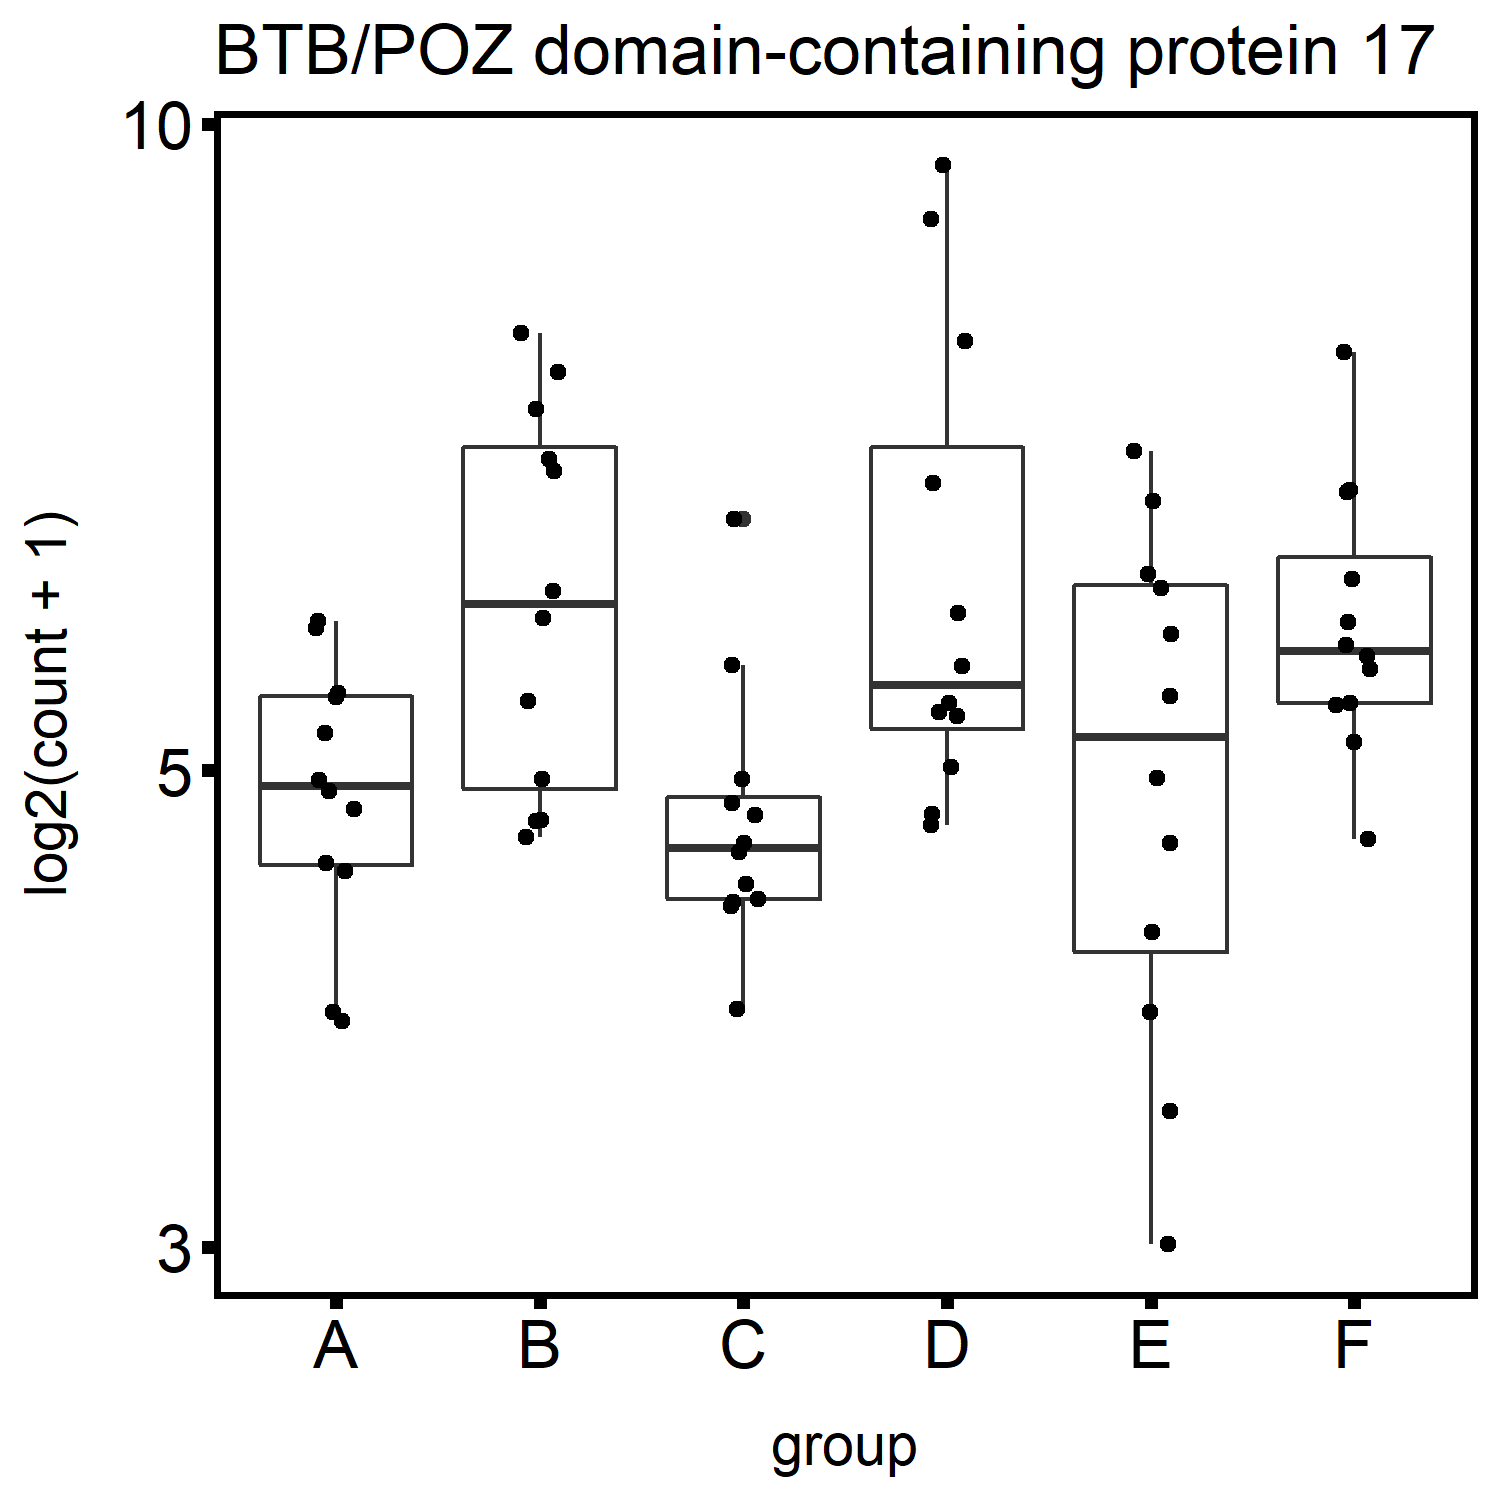 BTB/POZ domain-containing protein 17
10
5
3
log2(count + 1)
A B C D E F
group